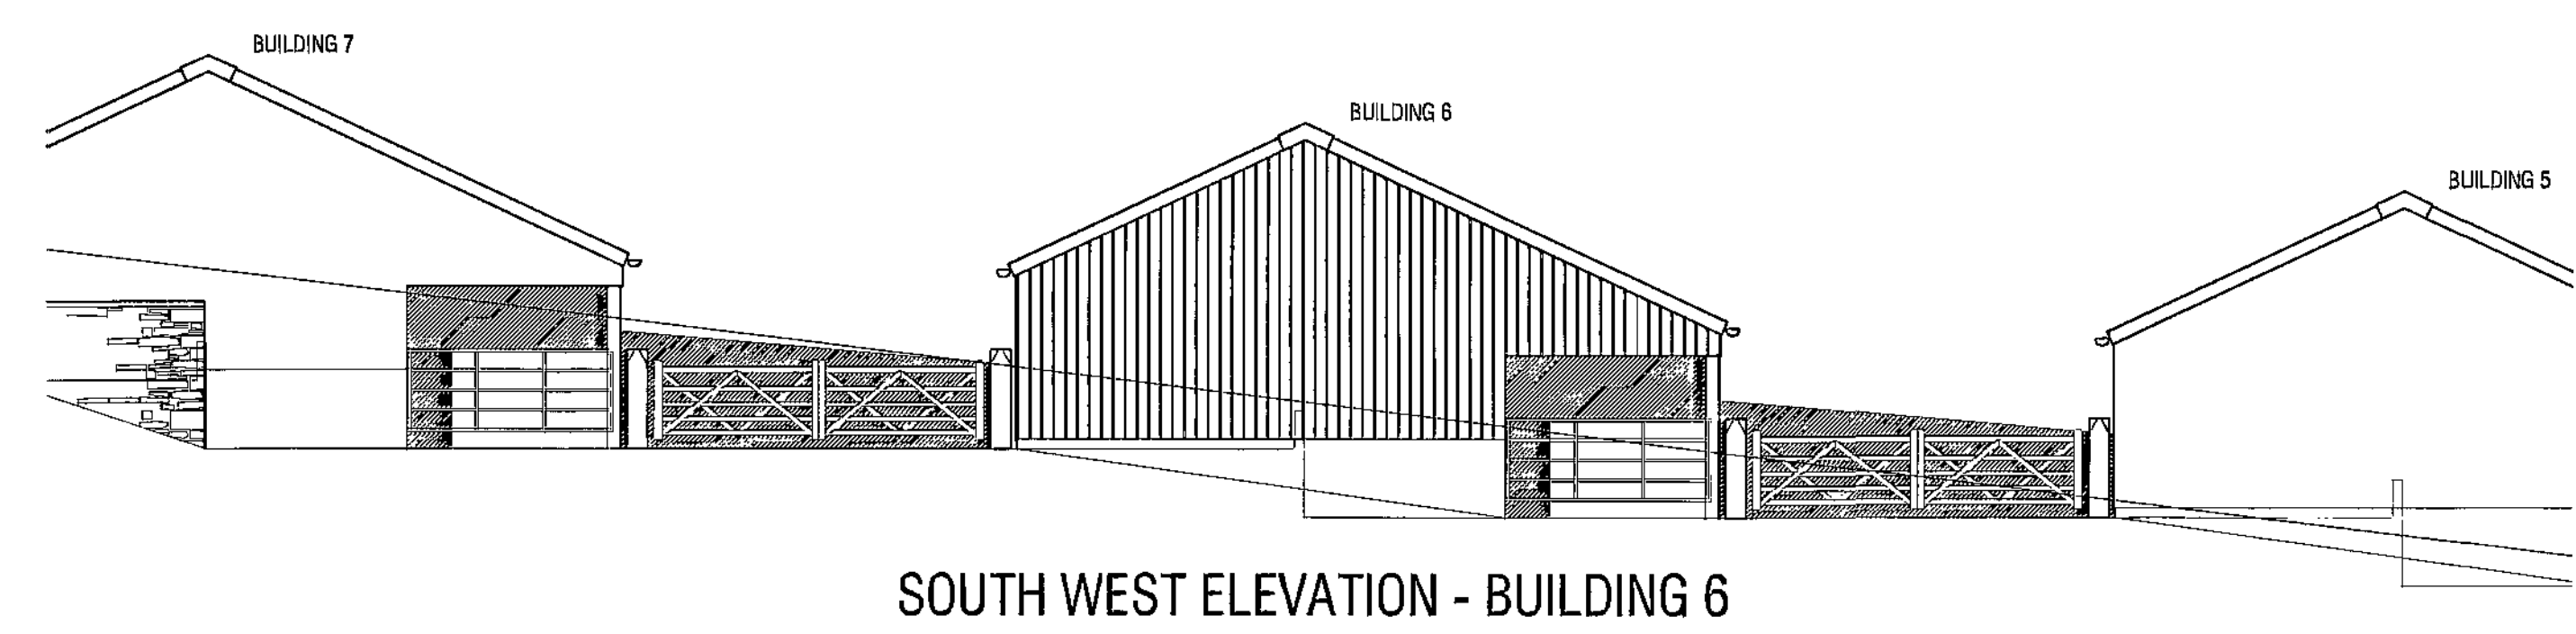 BUILDING 7
BUILDING 6
BUILDING 5
SOUTH WEST ELEVATION - BUILDING 6